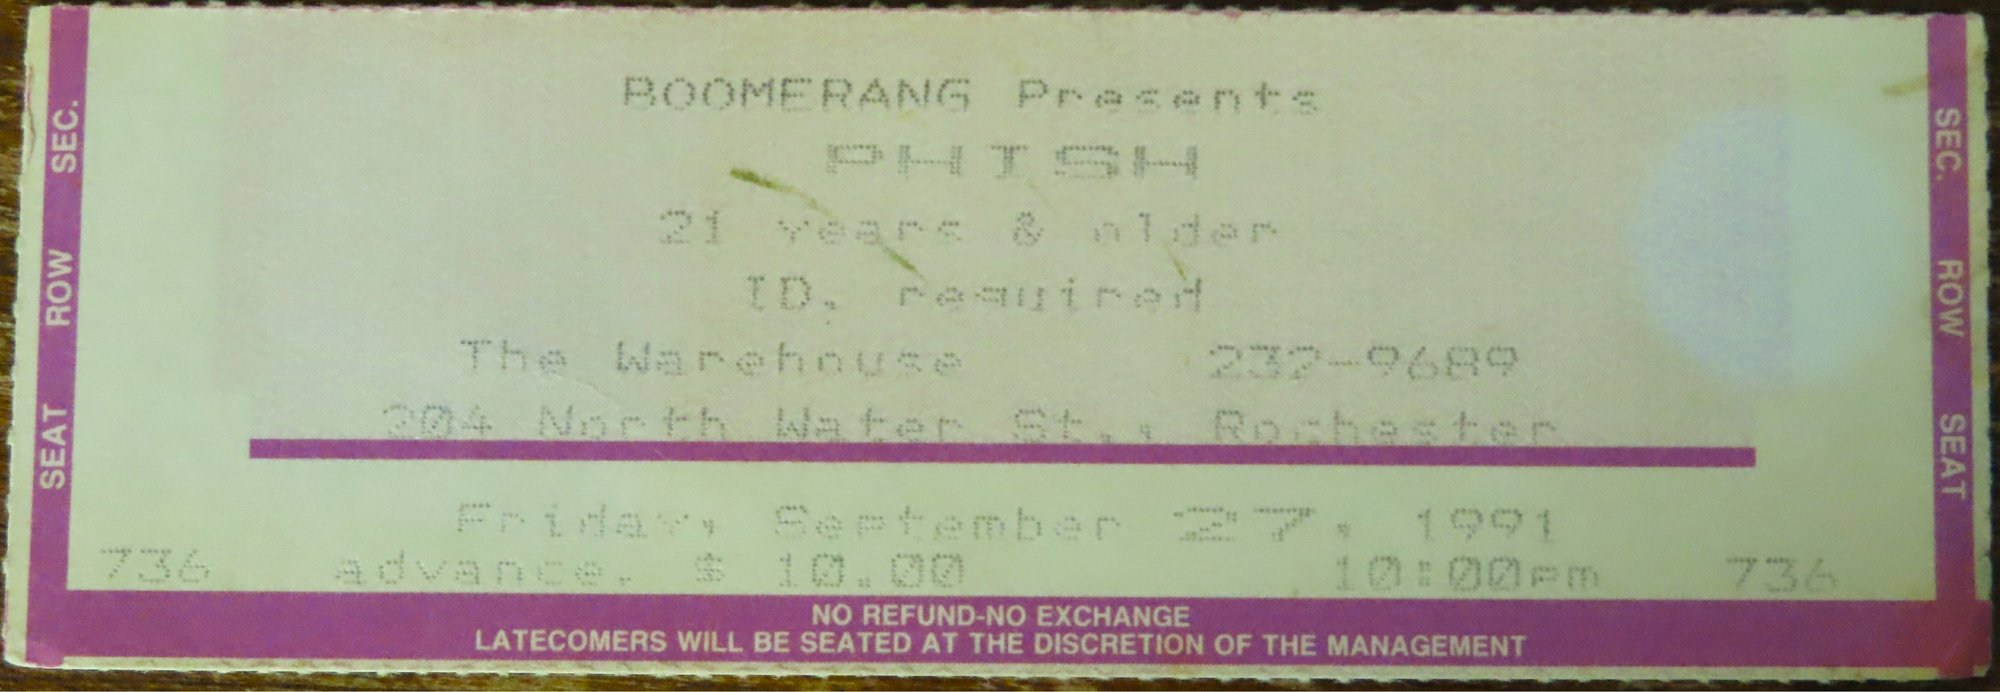 BOOMERANG Presents
PHISH
21 years & older
ID. required
The Warehouse 232-9689
204 North Water St., Rochester
Friday, September 27, 1991
736 advance. $ 10.00 10:00pm 736
NO REFUND-NO EXCHANGE
LATECOMERS WILL BE SEATED AT THE DISCRETION OF THE MANAGEMENT
SEAT ROW SEC.
SEC. ROW SEAT